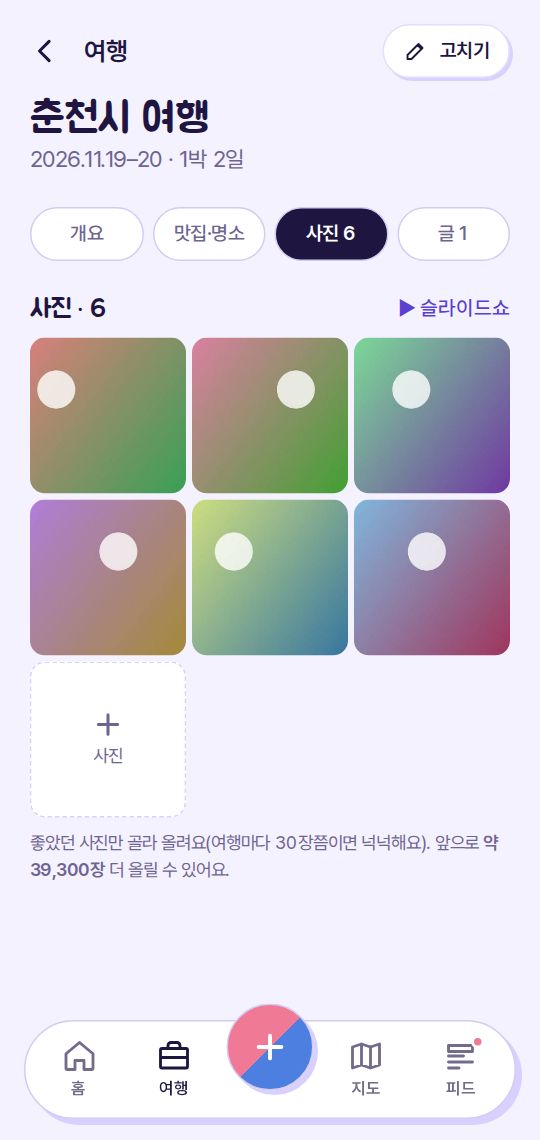 여행
고치기
춘천시 여행
2026.11.19–20 · 1박 2일
개요
맛집·명소
사진 6
글 1
사진 · 6
▶ 슬라이드쇼
사진
좋았던 사진만 골라 올려요(여행마다 30장쯤이면 넉넉해요). 앞으로 약
39,300장 더 올릴 수 있어요.
홈
여행
지도
피드